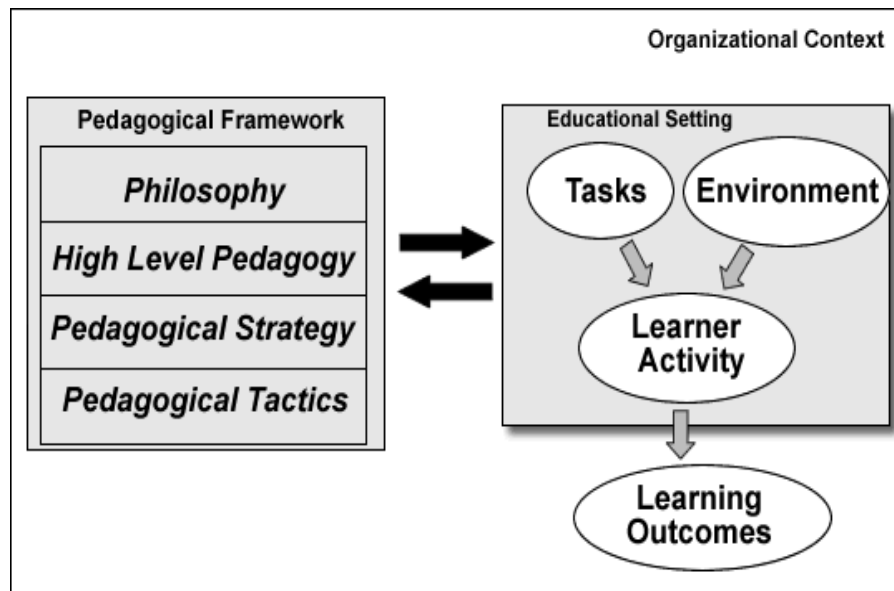 Organizational Context
Pedagogical Framework
Philosophy
High Level Pedagogy
Pedagogical Strategy
Pedagogical Tactics
Educational Setting
Tasks
Environment
Learner
Activity
Learning
Outcomes